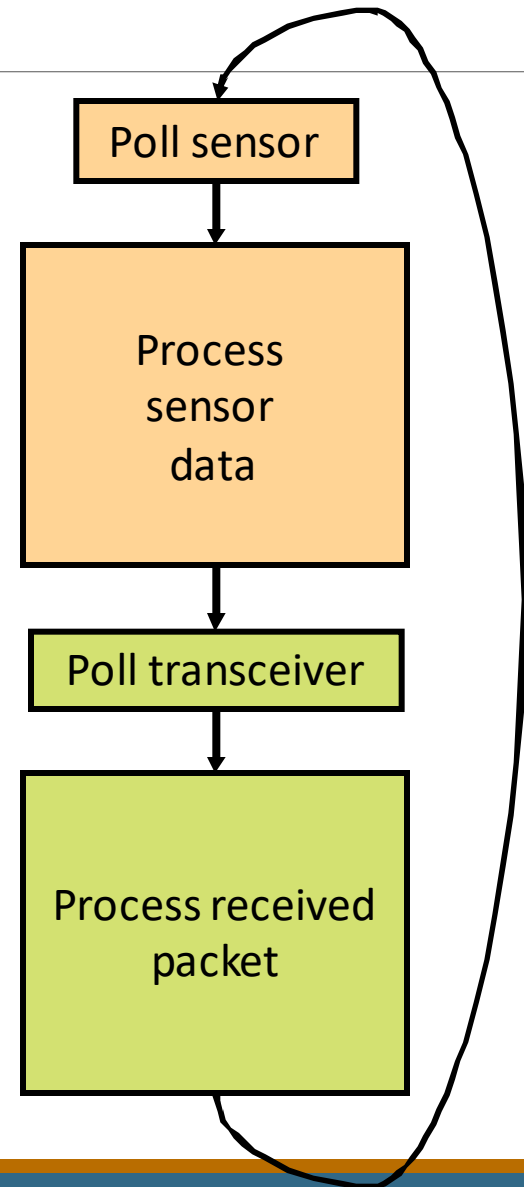 Poll sensor
Process
sensor
data
Poll transceiver
Process received
packet